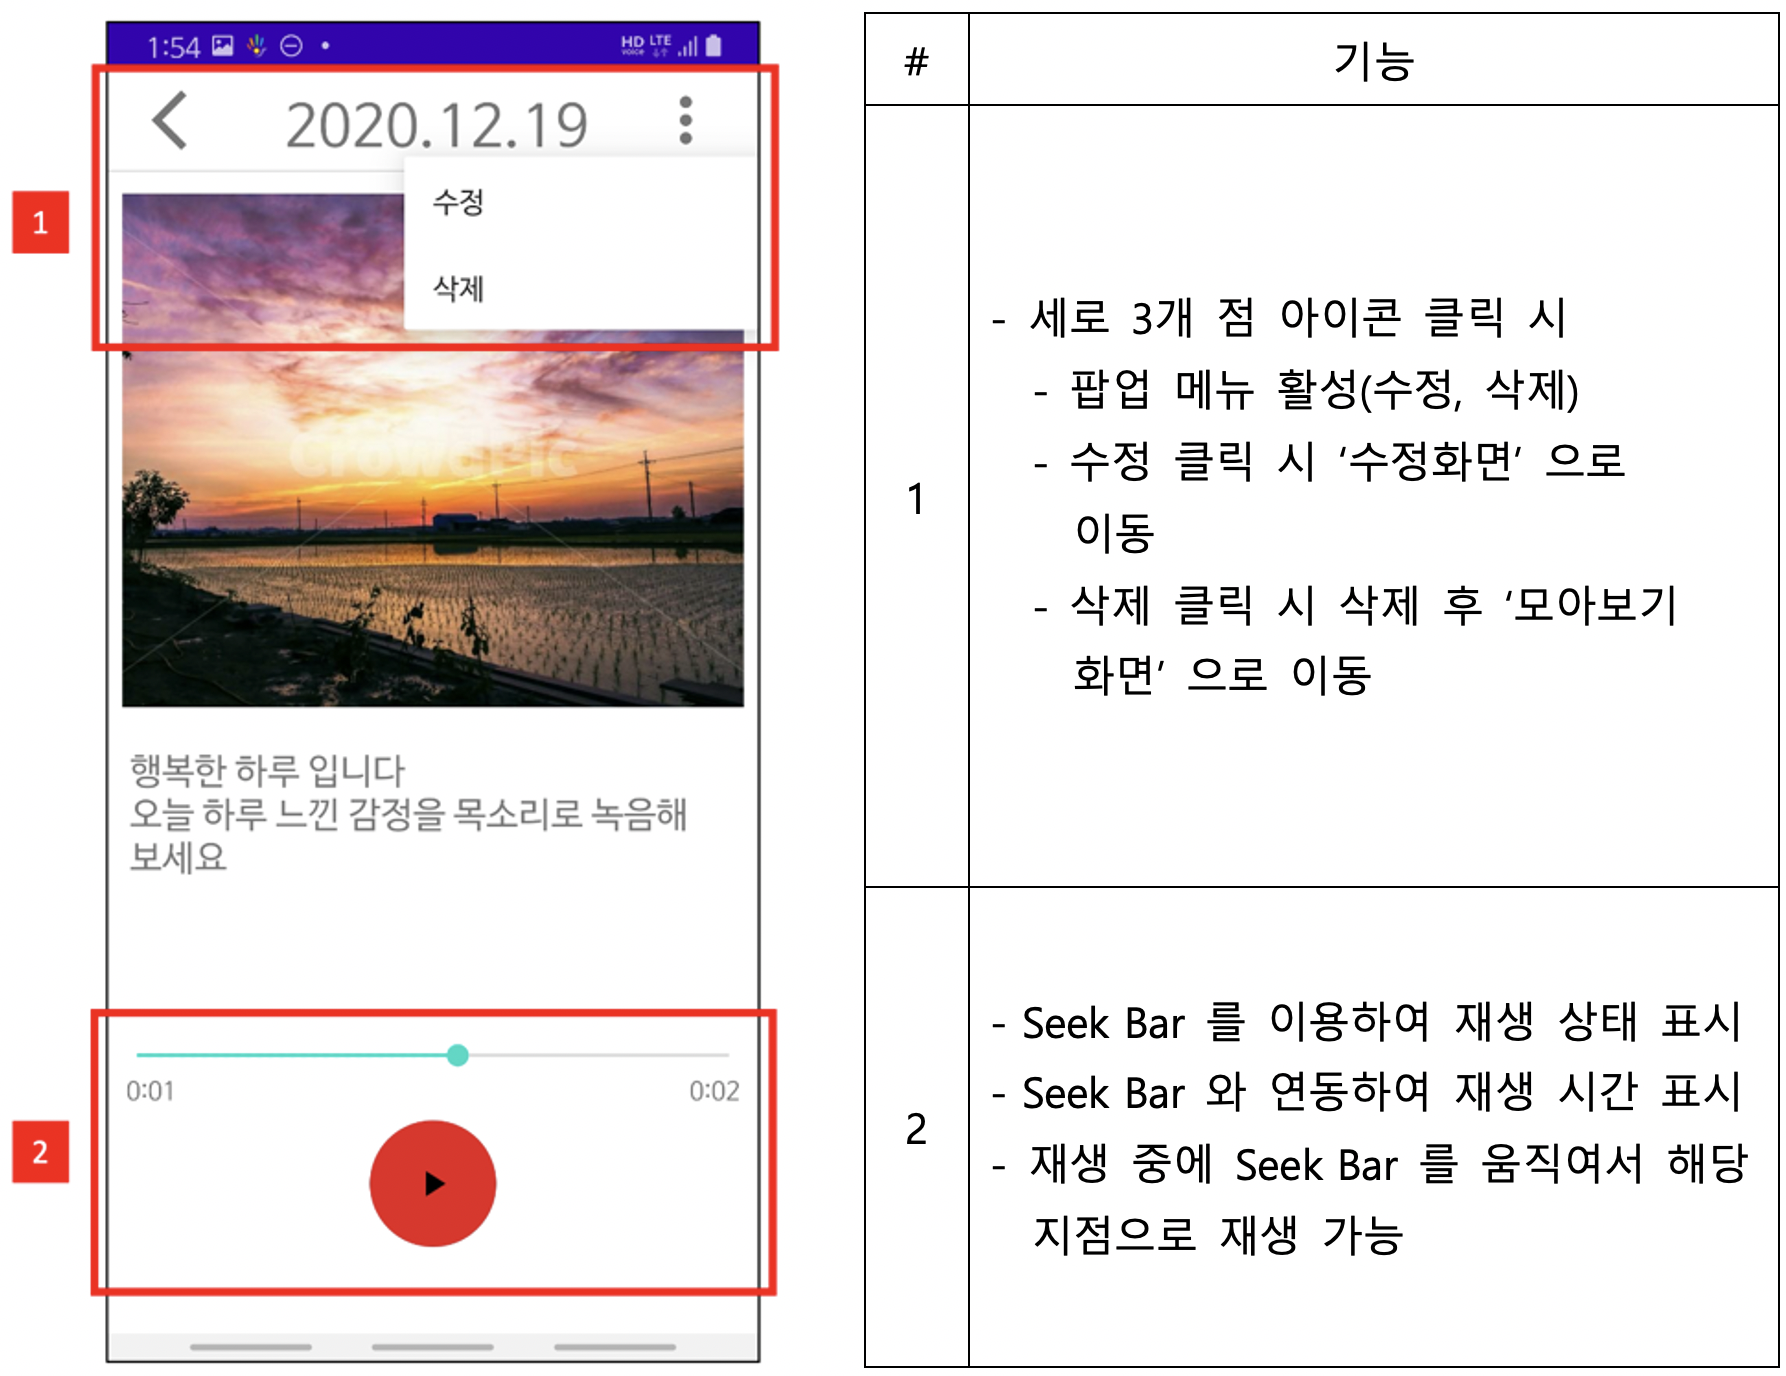 1:54
HD voice LTE
2020.12.19
수정
삭제
1
CrowdPic
행복한 하루 입니다
오늘 하루 느낀 감정을 목소리로 녹음해
보세요
0:01
0:02
2
# 기능
1
- 세로 3개 점 아이콘 클릭 시
- 팝업 메뉴 활성(수정, 삭제)
- 수정 클릭 시 ‘수정화면’ 으로
이동
- 삭제 클릭 시 삭제 후 ‘모아보기
화면’ 으로 이동
2
- Seek Bar 를 이용하여 재생 상태 표시
- Seek Bar 와 연동하여 재생 시간 표시
- 재생 중에 Seek Bar 를 움직여서 해당
지점으로 재생 가능